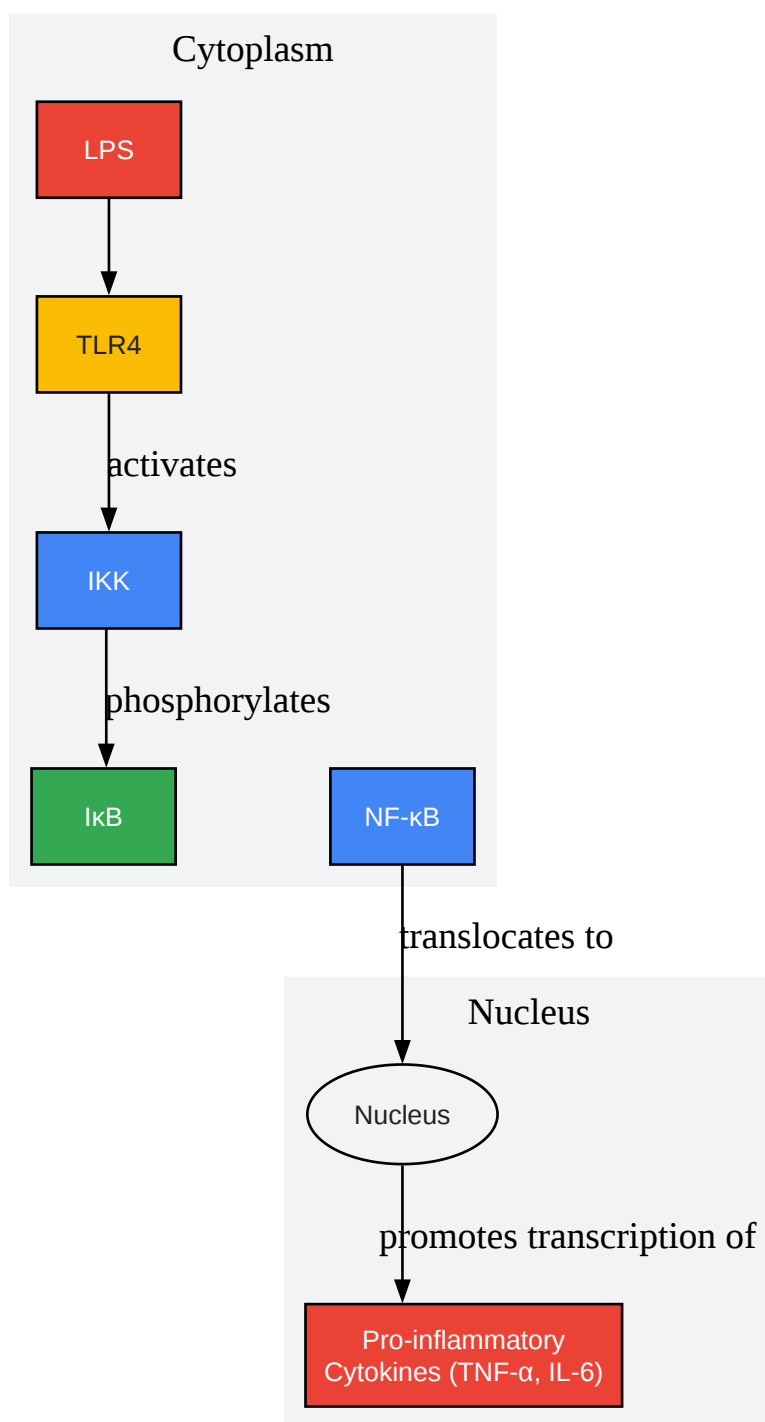 Cytoplasm
LPS
TLR4
activates
IKK
phosphorylates
IκB
NF-κB
translocates to
Nucleus
Nucleus
promotes transcription of
Pro-inflammatory
Cytokines (TNF-α, IL-6)